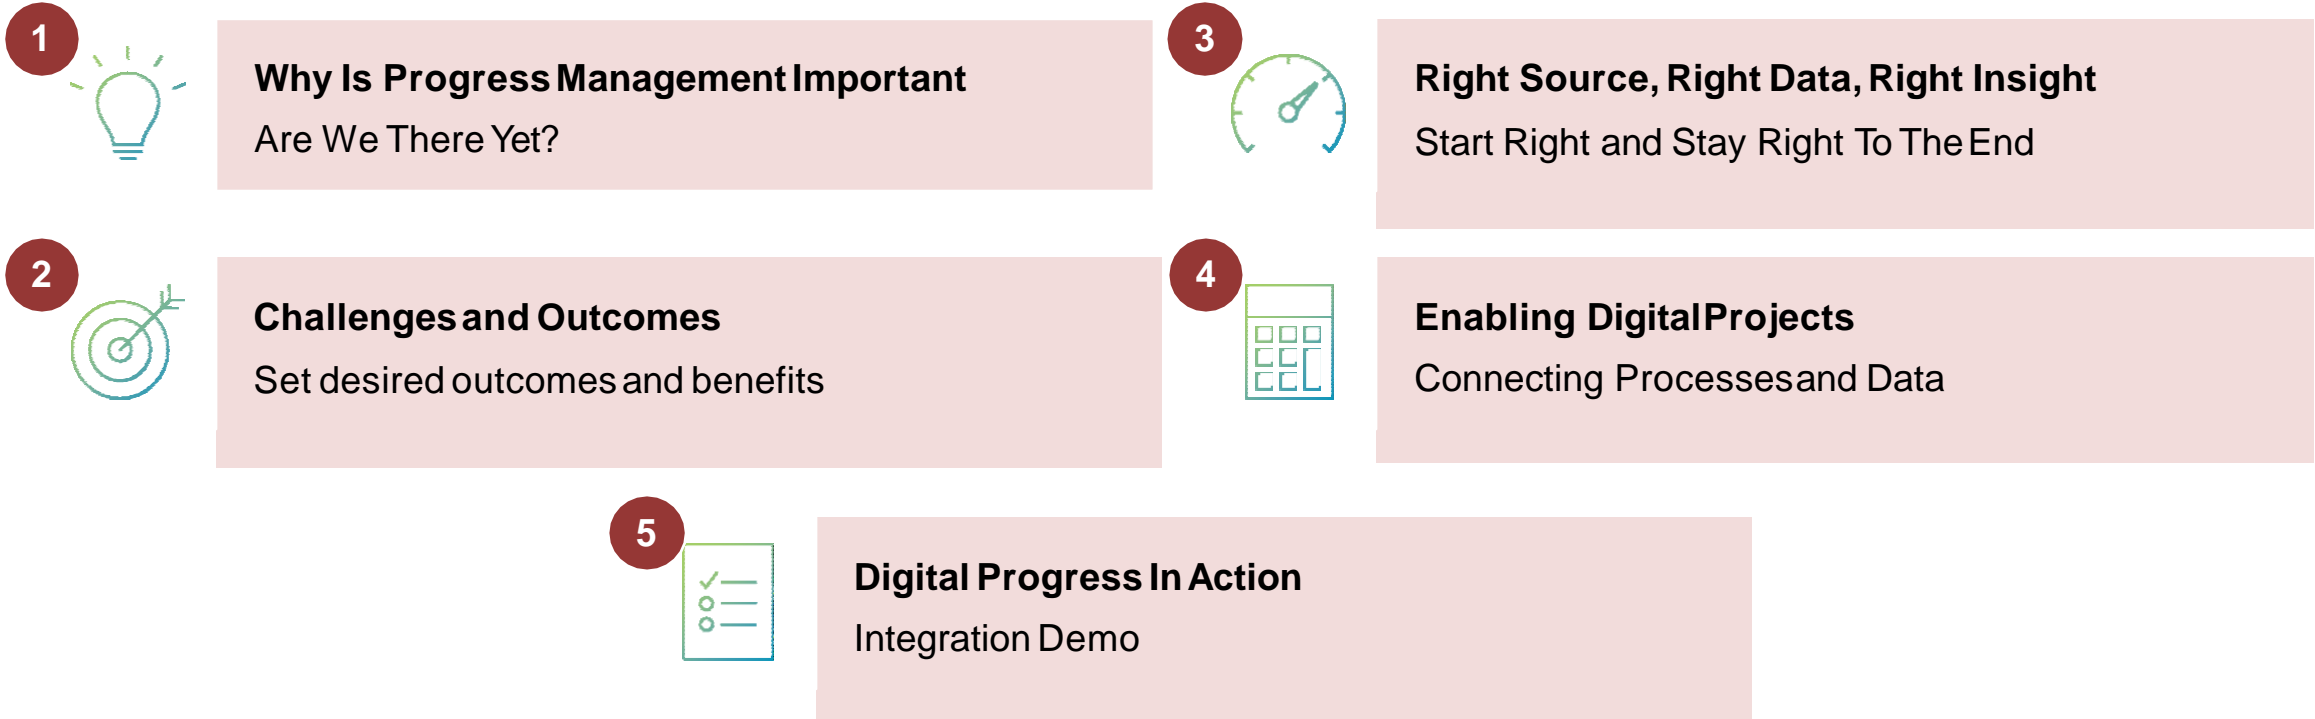 1
Why Is Progress Management Important
Are We There Yet?
2
Challenges and Outcomes
Set desired outcomes and benefits
3
Right Source, Right Data, Right Insight
Start Right and Stay Right To The End
4
Enabling Digital Projects
Connecting Processes and Data
5
Digital Progress In Action
Integration Demo